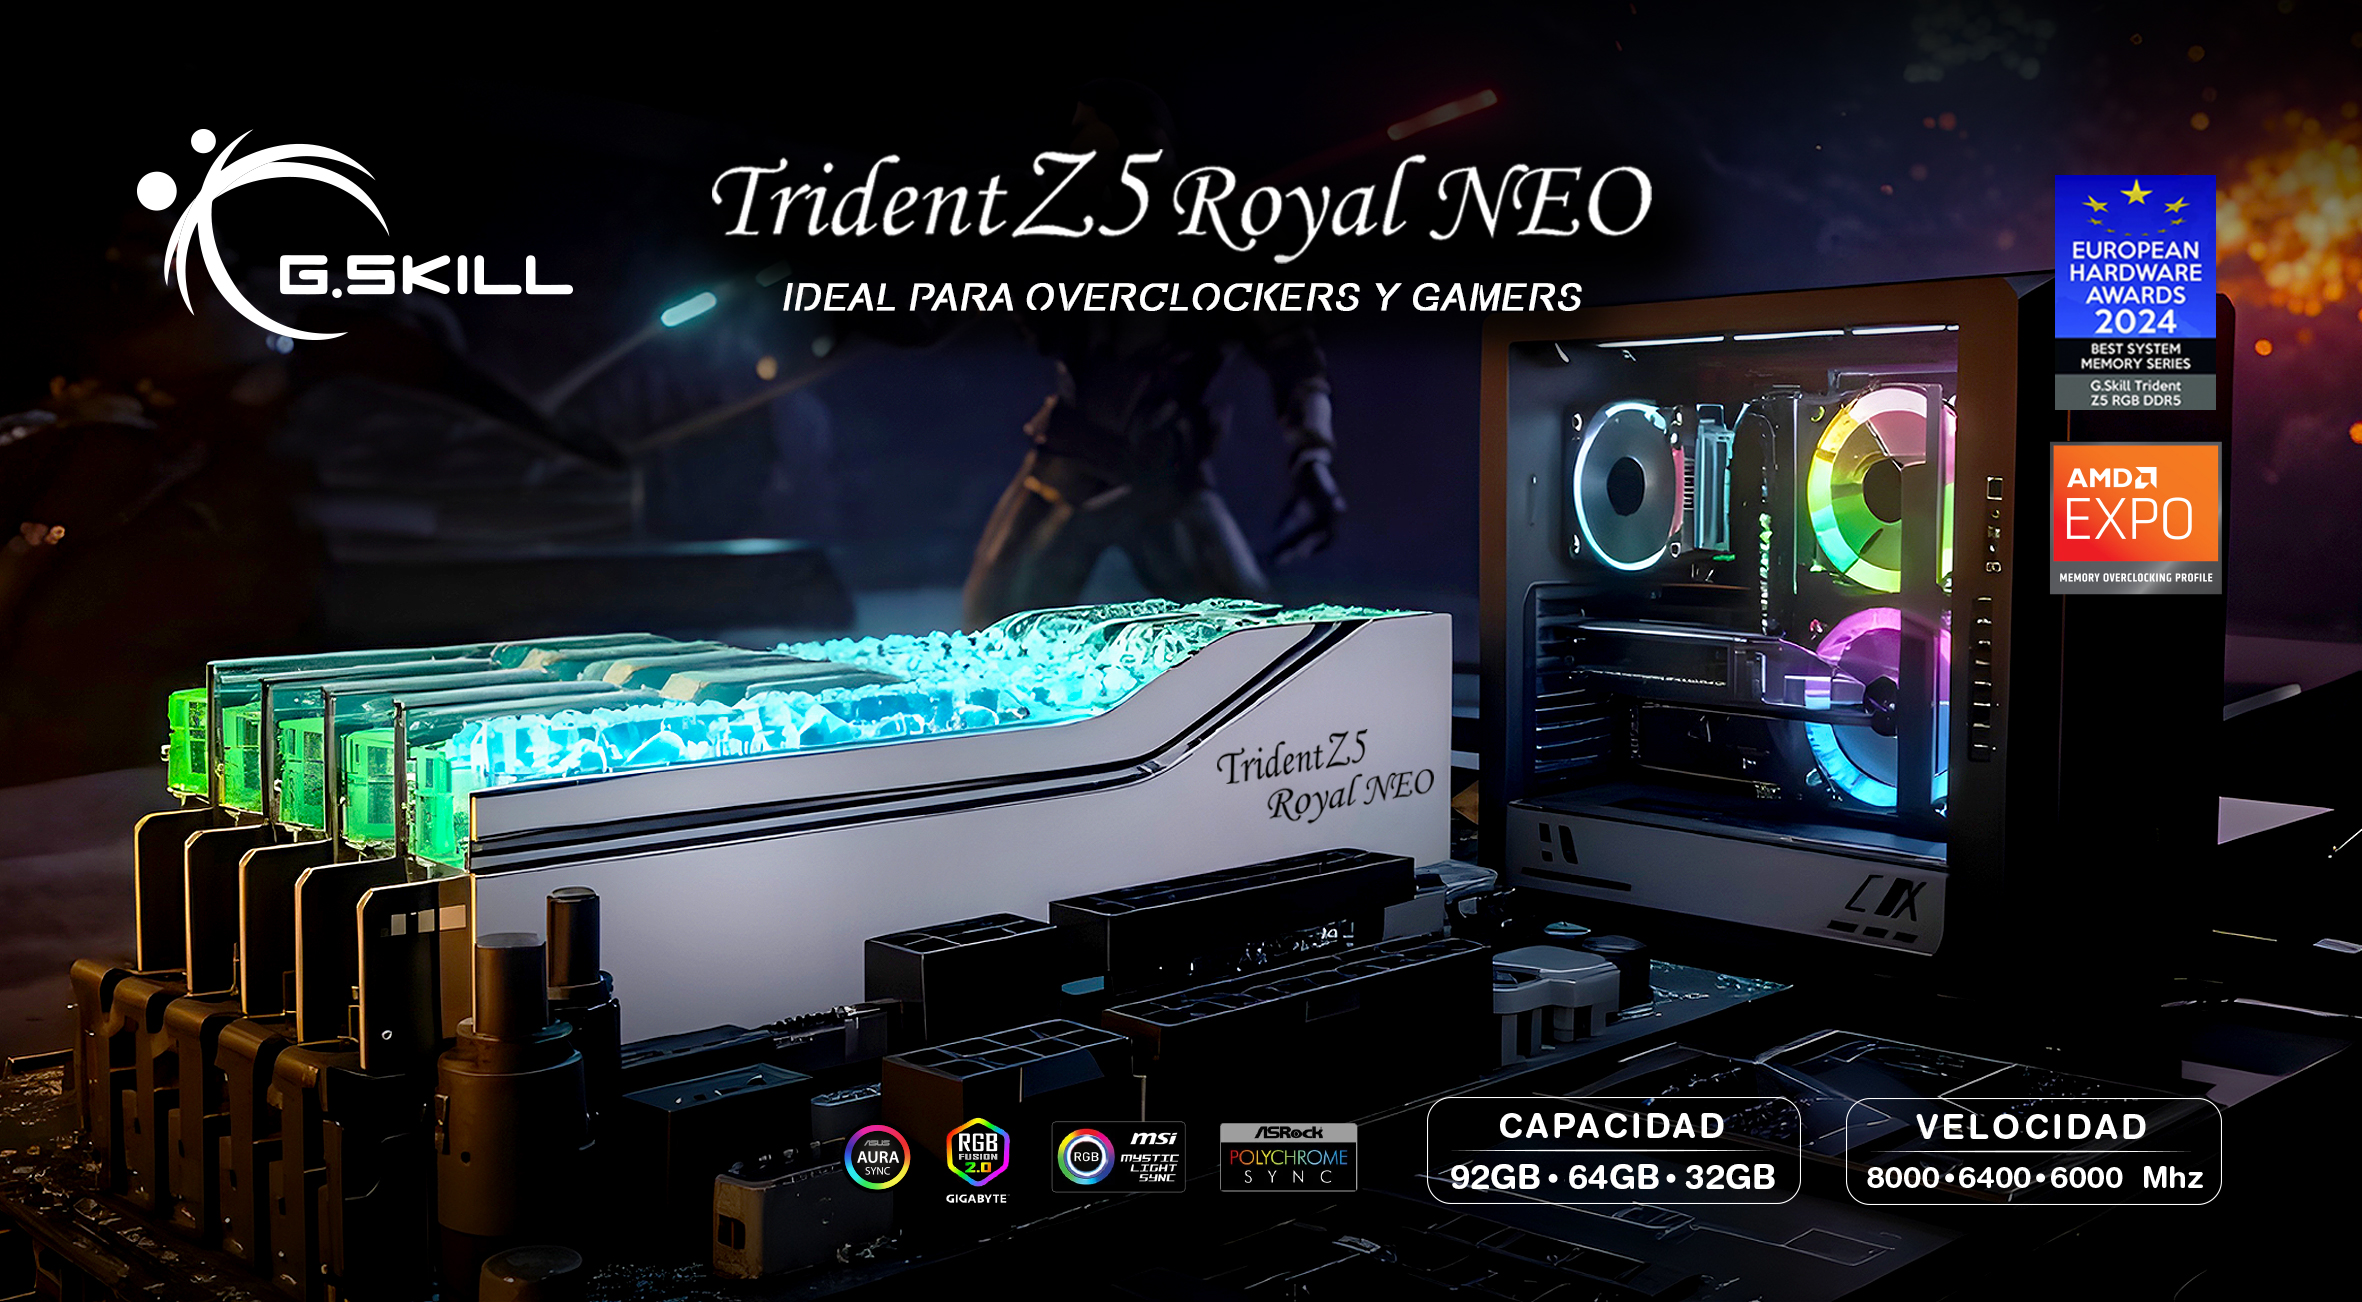 G.SKILL
Trident Z5 Royal NEO
IDEAL PARA OVERCLOCKERS Y GAMERS
EUROPEAN
HARDWARE
AWARDS
2024
BEST SYSTEM
MEMORY SERIES
G.Skill Trident
Z5 RGB DDR5
AMD
EXPO
MEMORY OVERCLOCKING PROFILE
Trident Z5
Royal NEO
ASUS
AURA
SYNC
RGB
FUSION
2.0
GIGABYTE
RGB
msi
MYSTIC
LIGHT
SYNC
ASRock
POLYCHROME
SYNC
CAPACIDAD
92GB • 64GB • 32GB
VELOCIDAD
8000 • 6400 • 6000 Mhz